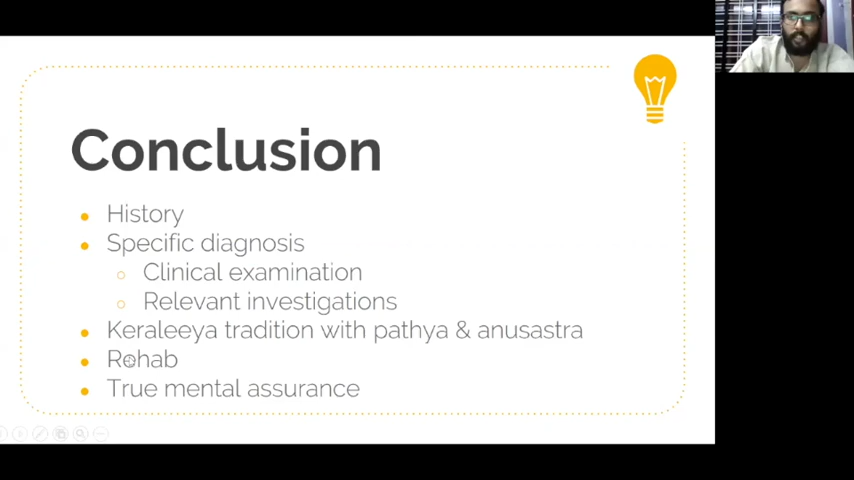 Conclusion
History
Specific diagnosis
Clinical examination
Relevant investigations
Keraleeya tradition with pathya & anusastra
Rehab
True mental assurance